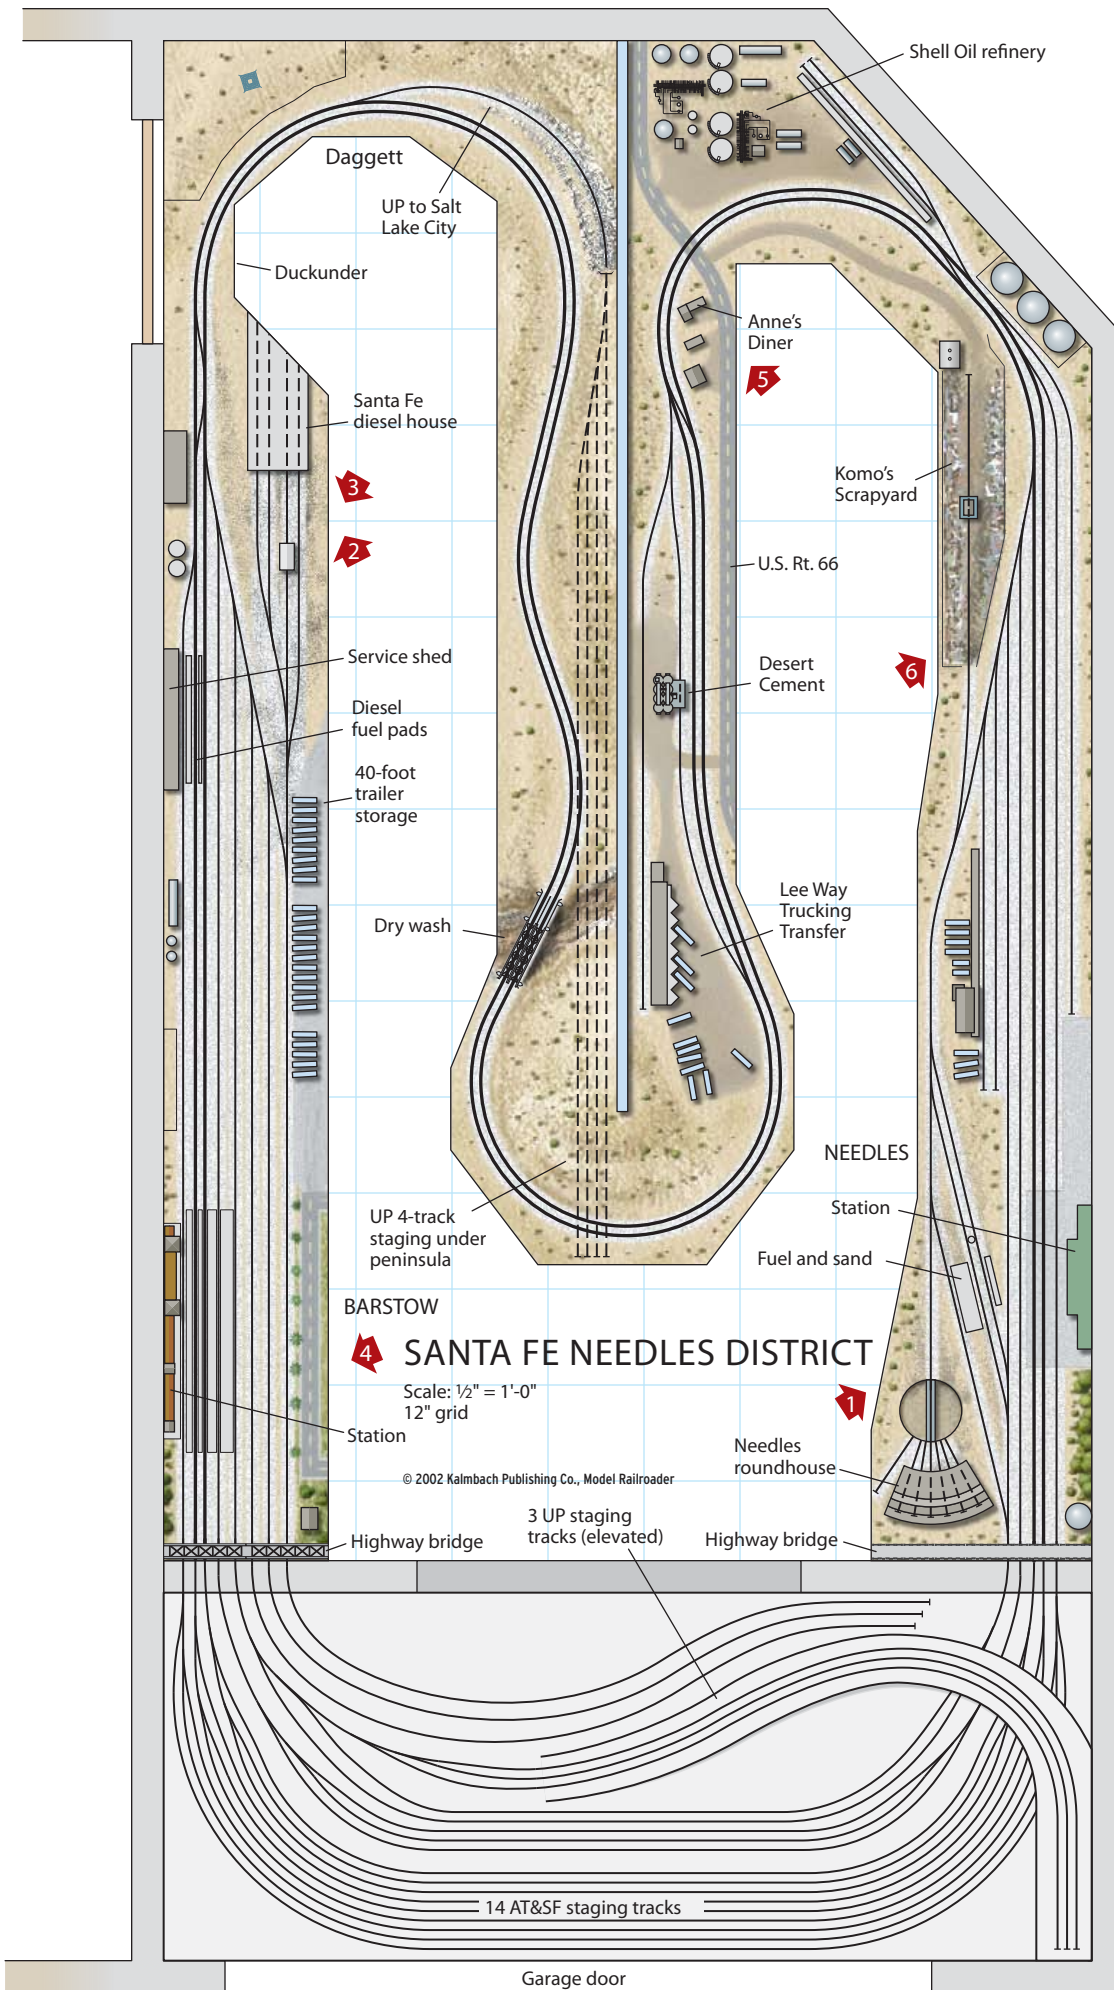 Shell Oil refinery
Daggett
UP to Salt
Lake City
Duckunder
Anne's
Diner
5
Santa Fe
diesel house
3
Komo's
Scrapyard
2
U.S. Rt. 66
Service shed
Desert
Cement
6
Diesel
fuel pads
40-foot
trailer
storage
Lee Way
Trucking
Transfer
Dry wash
NEEDLES
Station
UP 4-track
staging under
peninsula
Fuel and sand
BARSTOW
4
SANTA FE NEEDLES DISTRICT
Scale: ½" = 1'-0"
12" grid
1
Station
Needles
roundhouse
© 2002 Kalmbach Publishing Co., Model Railroader
3 UP staging
tracks (elevated)
Highway bridge
Highway bridge
14 AT&SF staging tracks
Garage door